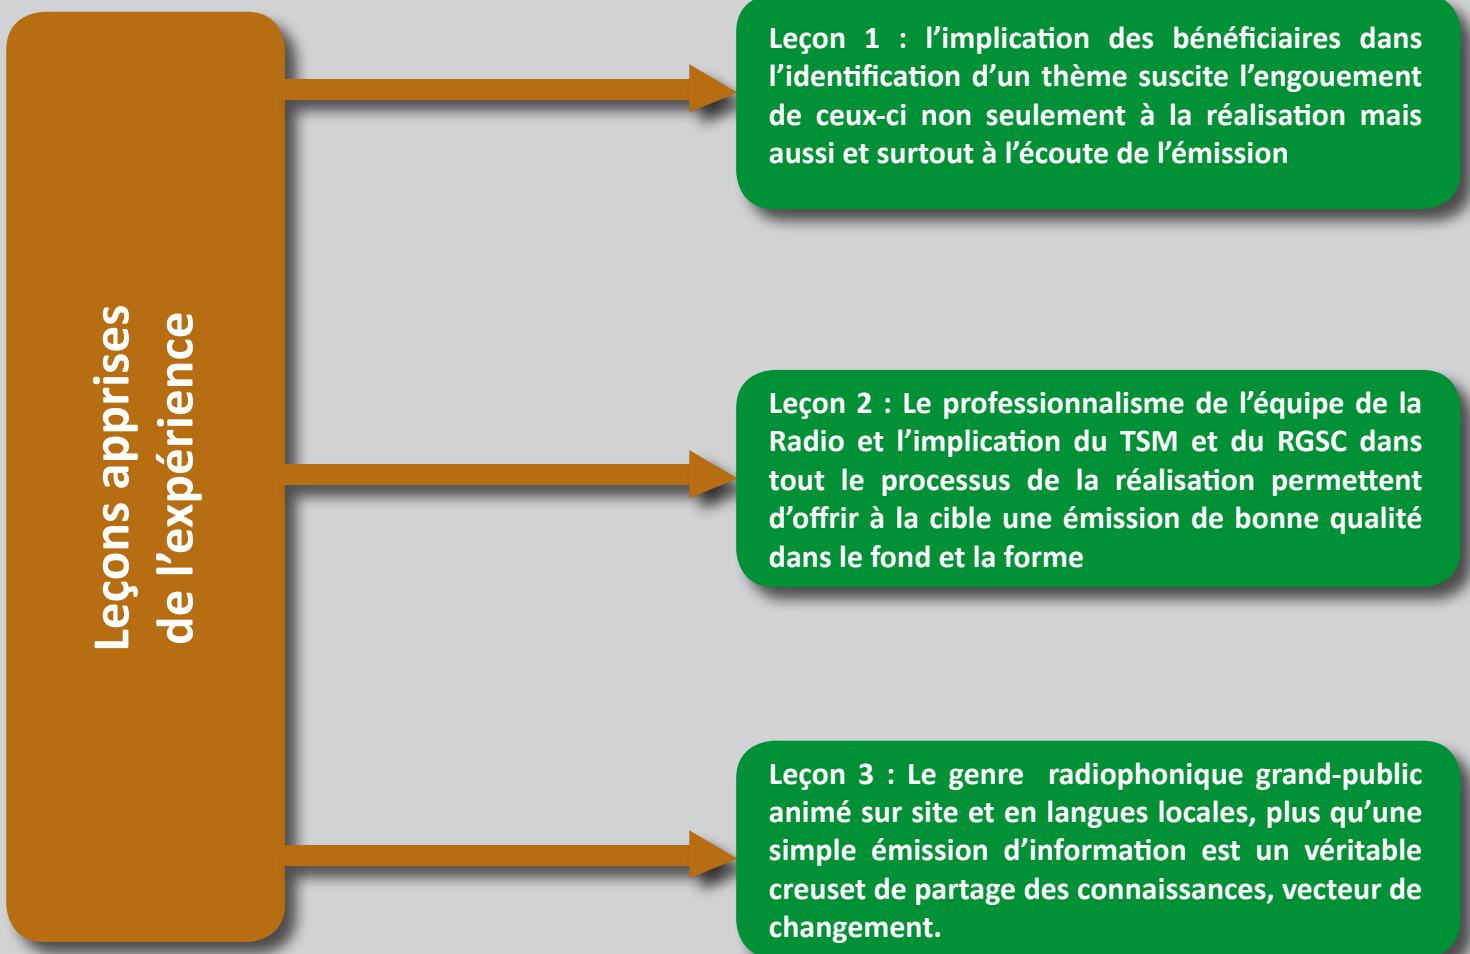 Leçons apprises
de l’expérience
Leçon 1 : l’implication des bénéficiaires dans
l’identification d’un thème suscite l’engouement
de ceux-ci non seulement à la réalisation mais
aussi et surtout à l’écoute de l’émission
Leçon 2 : Le professionnalisme de l’équipe de la
Radio et l’implication du TSM et du RGSC dans
tout le processus de la réalisation permettent
d’offrir à la cible une émission de bonne qualité
dans le fond et la forme
Leçon 3 : Le genre radiophonique grand-public
animé sur site et en langues locales, plus qu’une
simple émission d’information est un véritable
creuset de partage des connaissances, vecteur de
changement.